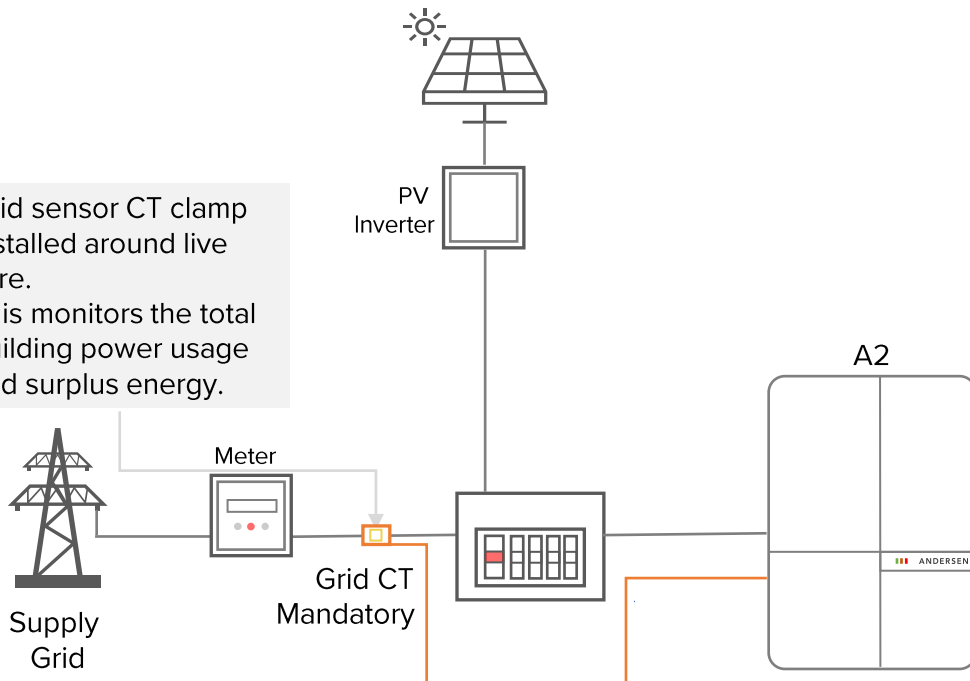 PV
Inverter
id sensor CT clamp
stalled around live
re.
is monitors the total
ilding power usage
d surplus energy.
A2
Meter
ANDERSEN
Grid CT
Mandatory
Supply
Grid